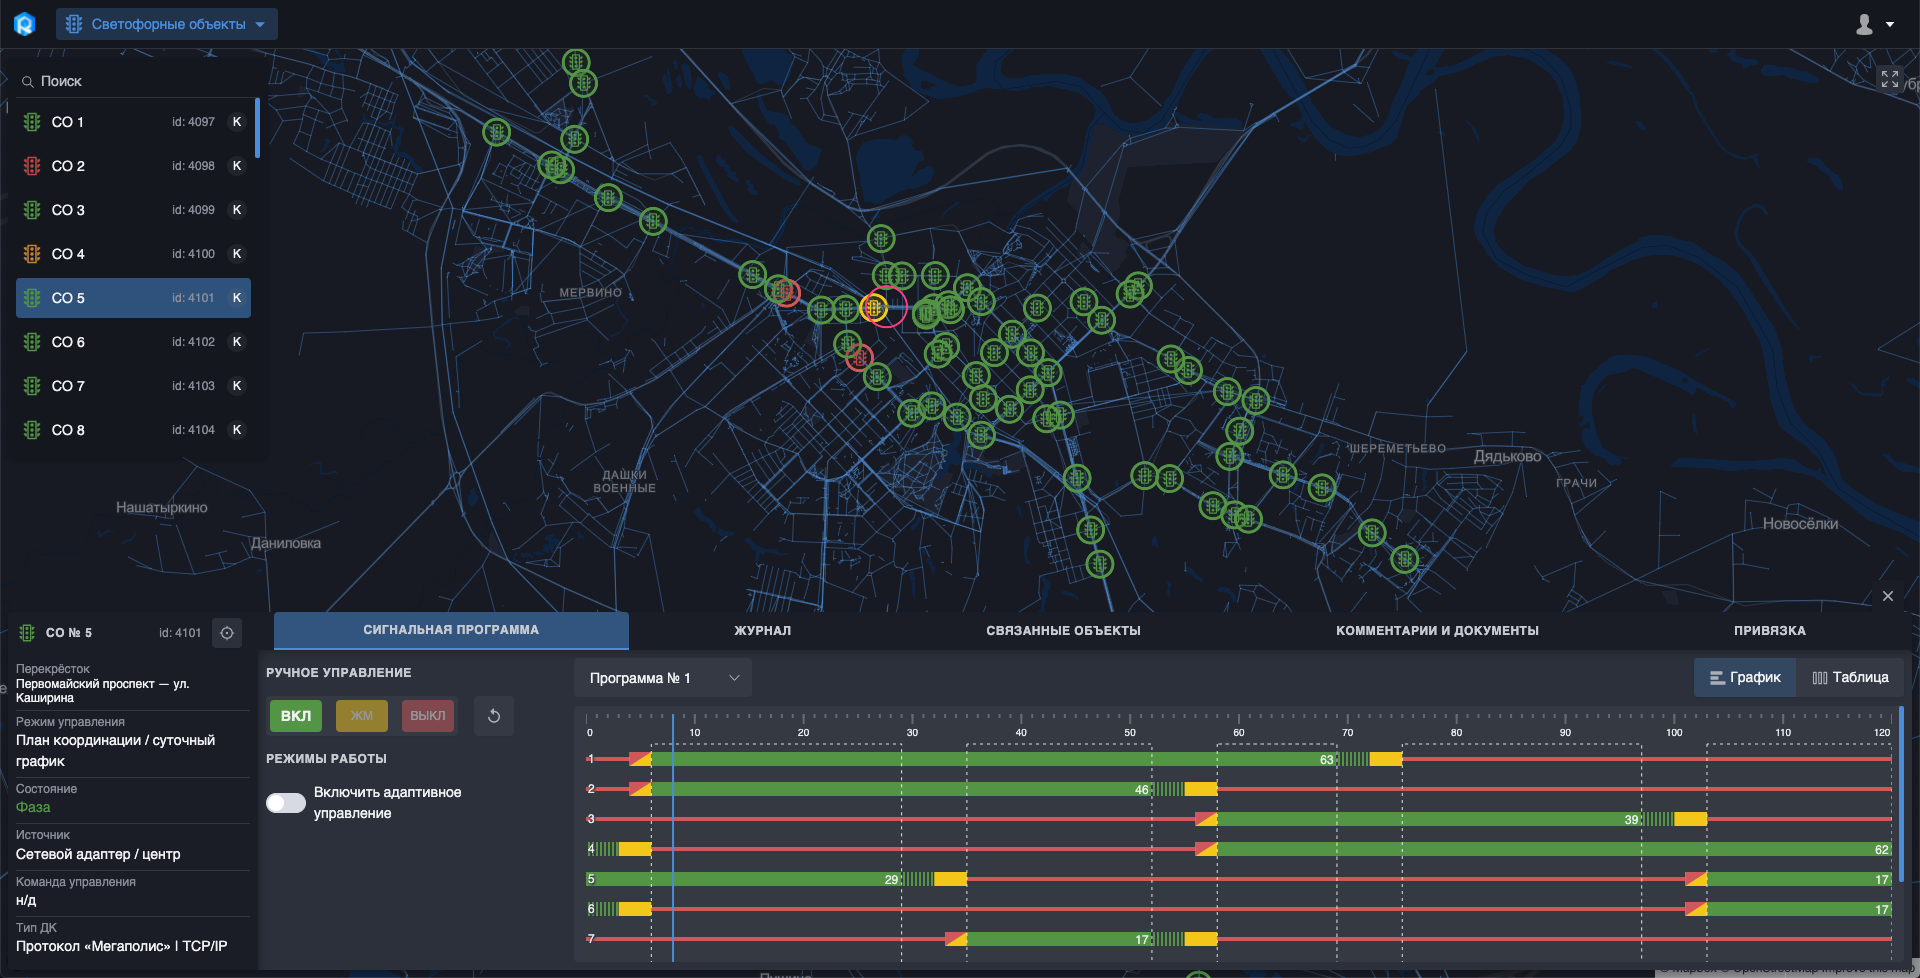 Светофорные объекты
Поиск
СО 1 id: 4097 К
СО 2 id: 4098 К
СО 3 id: 4099 К
СО 4 id: 4100 К
СО 5 id: 4101 К
СО 6 id: 4102 К
СО 7 id: 4103 К
СО 8 id: 4104 К
МЕРВИНО
ДАШКИ
ВОЕННЫЕ
ШЕРЕМЕТЬЕВО
Дядьково
ГРАЧИ
Новосёлки
Нашатыркино
Даниловка
СО № 5 id: 4101
Перекрёсток
Первомайский проспект — ул.
Каширина
Режим управления
План координации / суточный
график
Состояние
Фаза
Источник
Сетевой адаптер / центр
Команда управления
н/д
Тип ДК
Протокол «Мегаполис» | TCP/IP
СИГНАЛЬНАЯ ПРОГРАММА
ЖУРНАЛ
СВЯЗАННЫЕ ОБЪЕКТЫ
КОММЕНТАРИИ И ДОКУМЕНТЫ
ПРИВЯЗКА
РУЧНОЕ УПРАВЛЕНИЕ
ВКЛ ЖМ ВЫКЛ
РЕЖИМЫ РАБОТЫ
Включить адаптивное
управление
Программа № 1
График Таблица
0 10 20 30 40 50 60 70 80 90 100 110 120
1 63
2 46
3 39
4 62
5 29 17
6 17
7 17